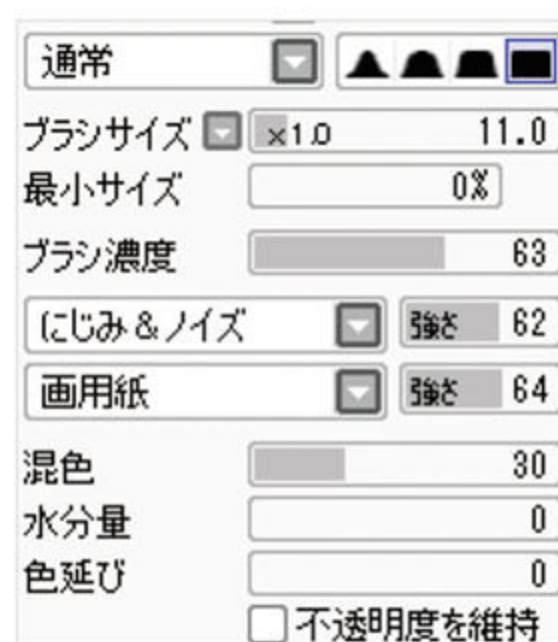 通常
ブラシサイズ ×1.0 11.0
最小サイズ 0%
ブラシ濃度 63
にじみ&ノイズ 強さ 62
画用紙 強さ 64
混色 30
水分量 0
色延び 0
不透明度を維持